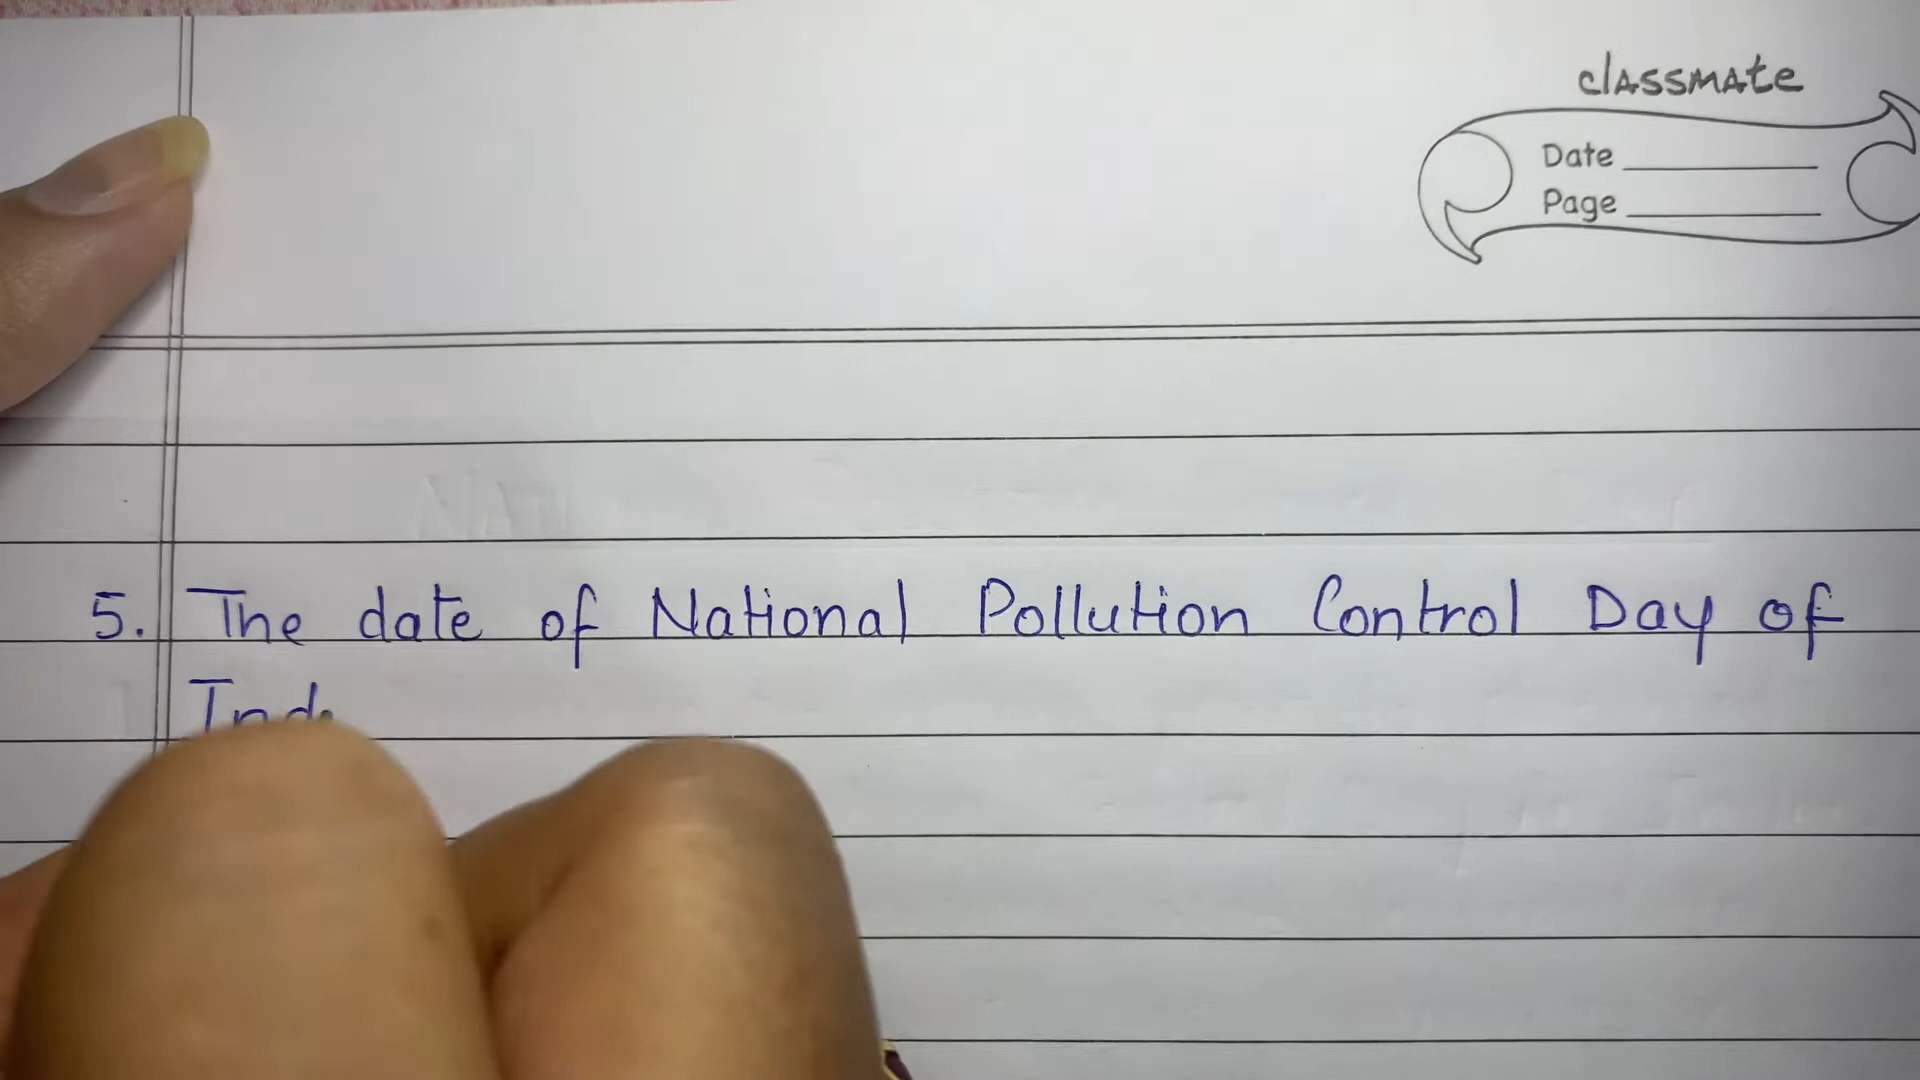 classmate
Date
Page
5. The date of National Pollution Control Day of